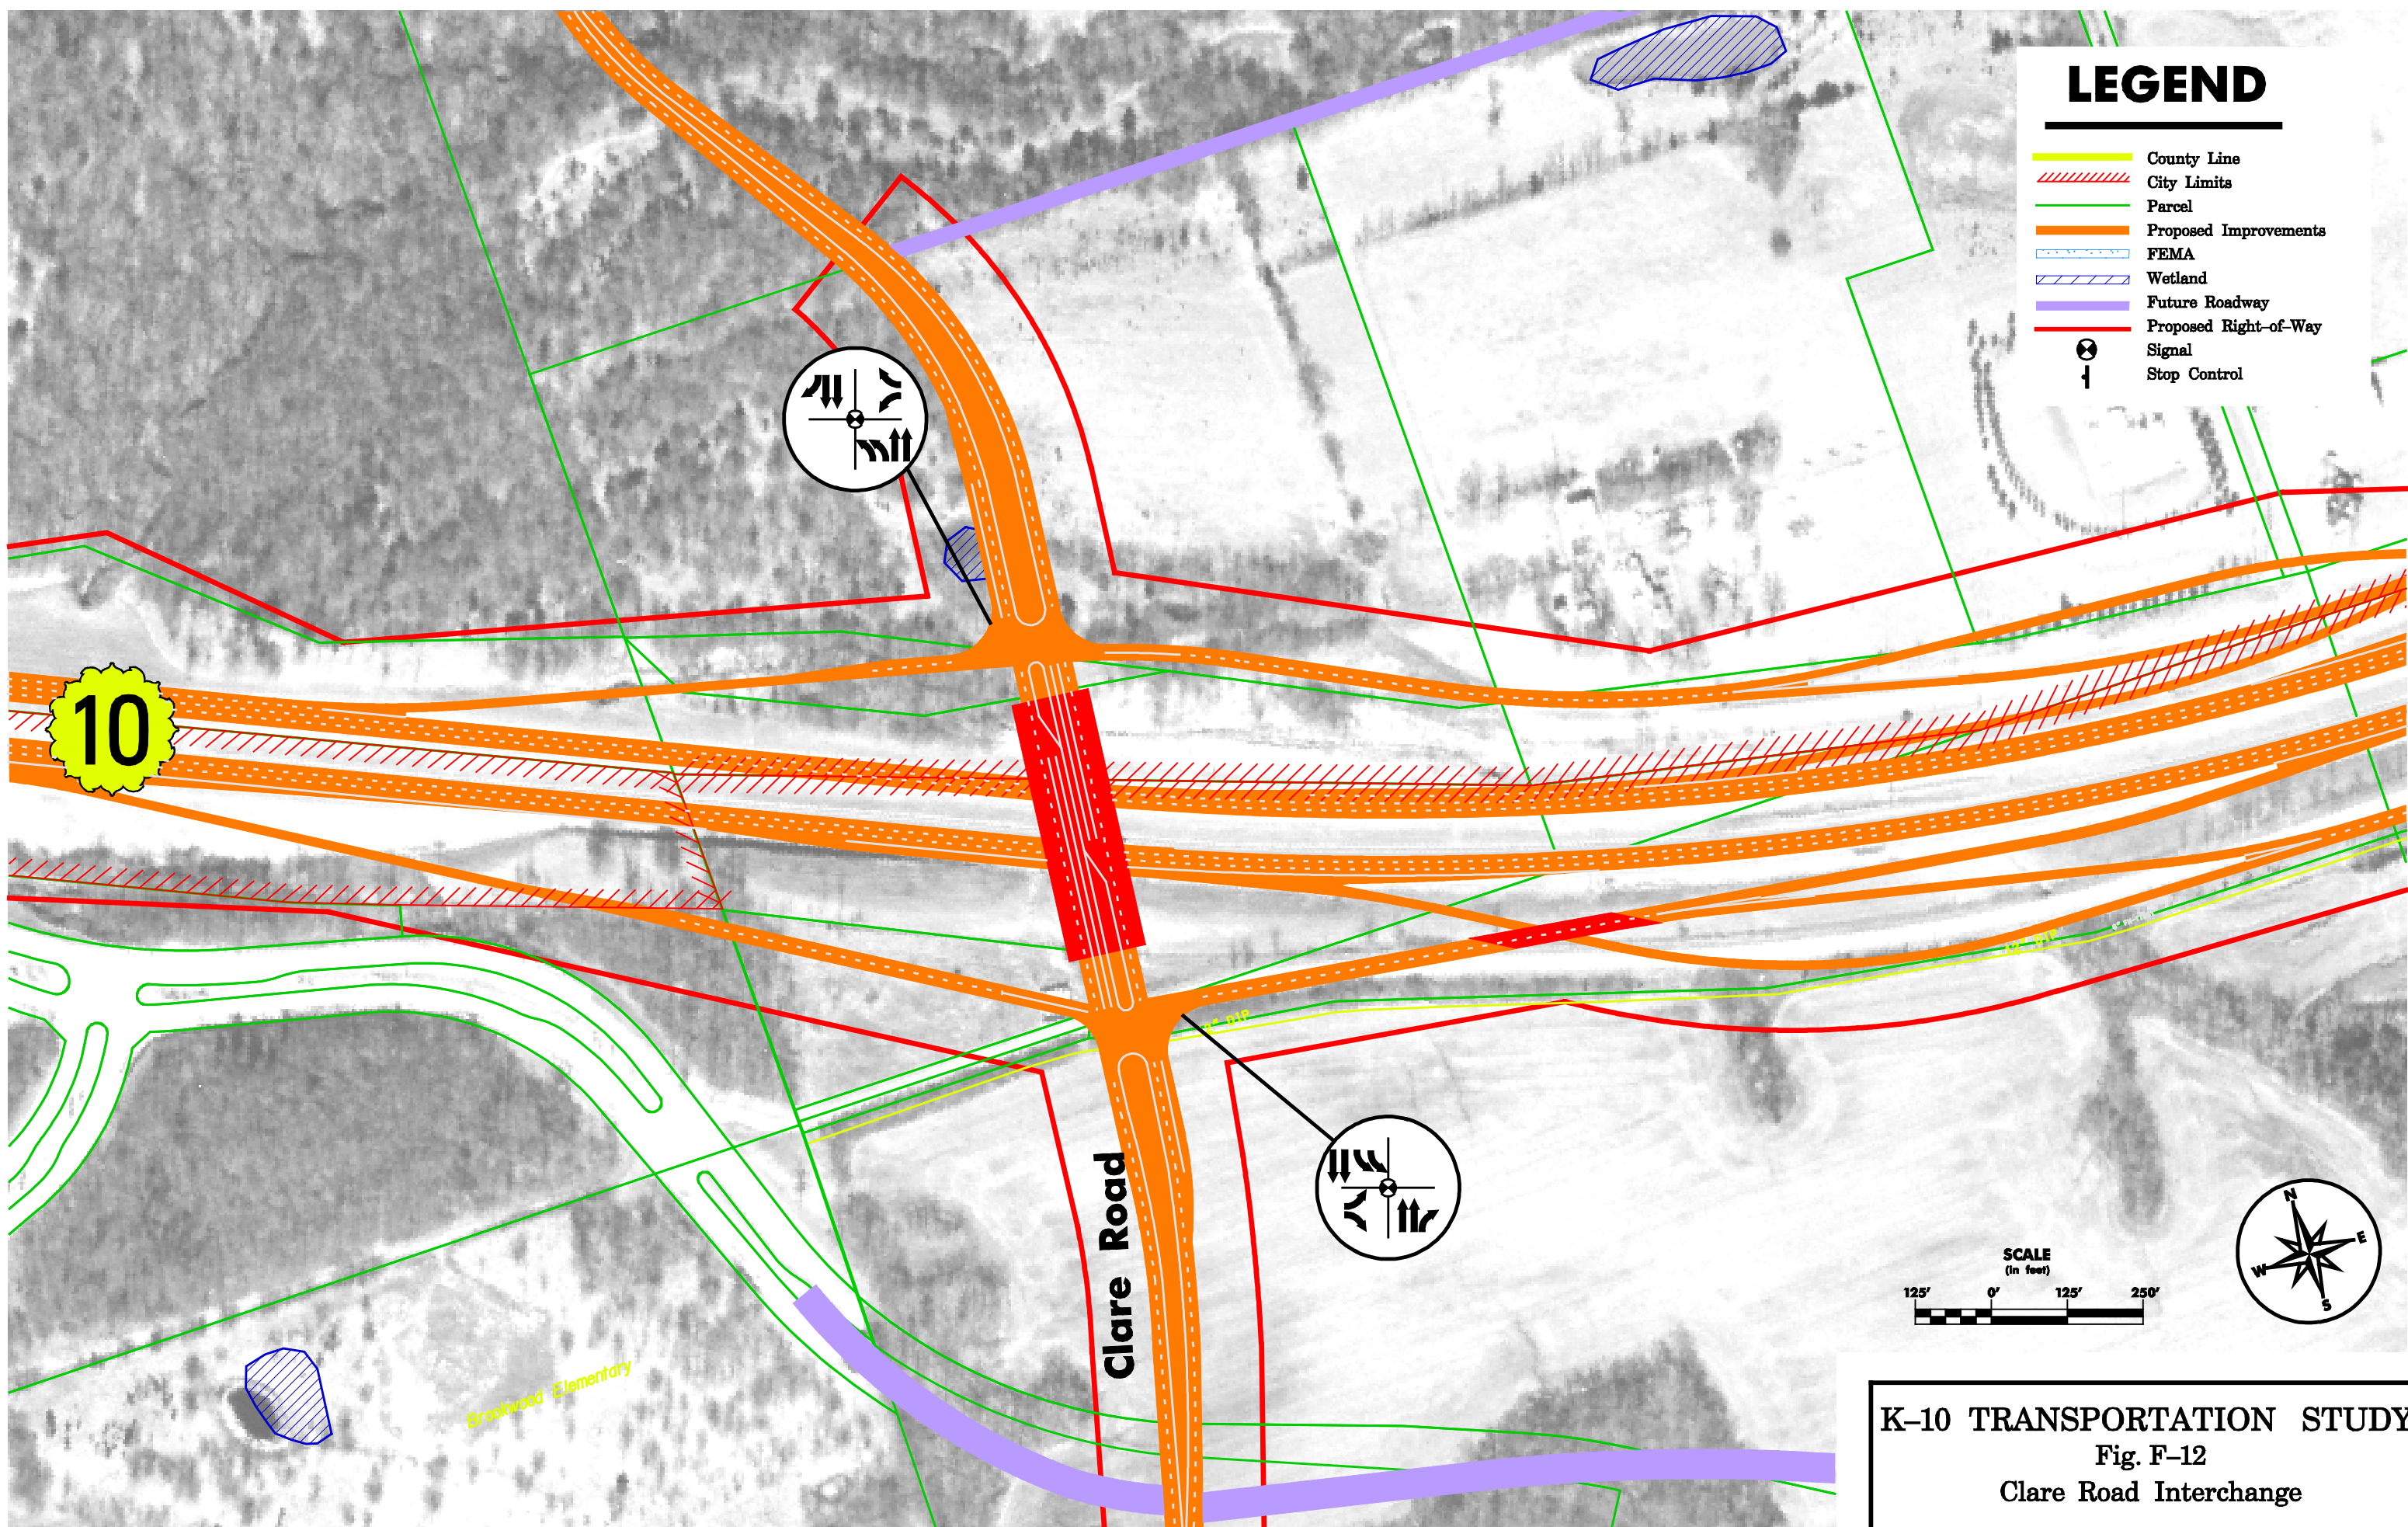 LEGEND
County Line
City Limits
Parcel
Proposed Improvements
FEMA
Wetland
Future Roadway
Proposed Right-of-Way
Signal
Stop Control
10
Clare Road
Brookwood Elementary
N
E
W
S
SCALE
(in feet)
125' 0' 125' 250'
K-10 TRANSPORTATION STUDY
Fig. F-12
Clare Road Interchange